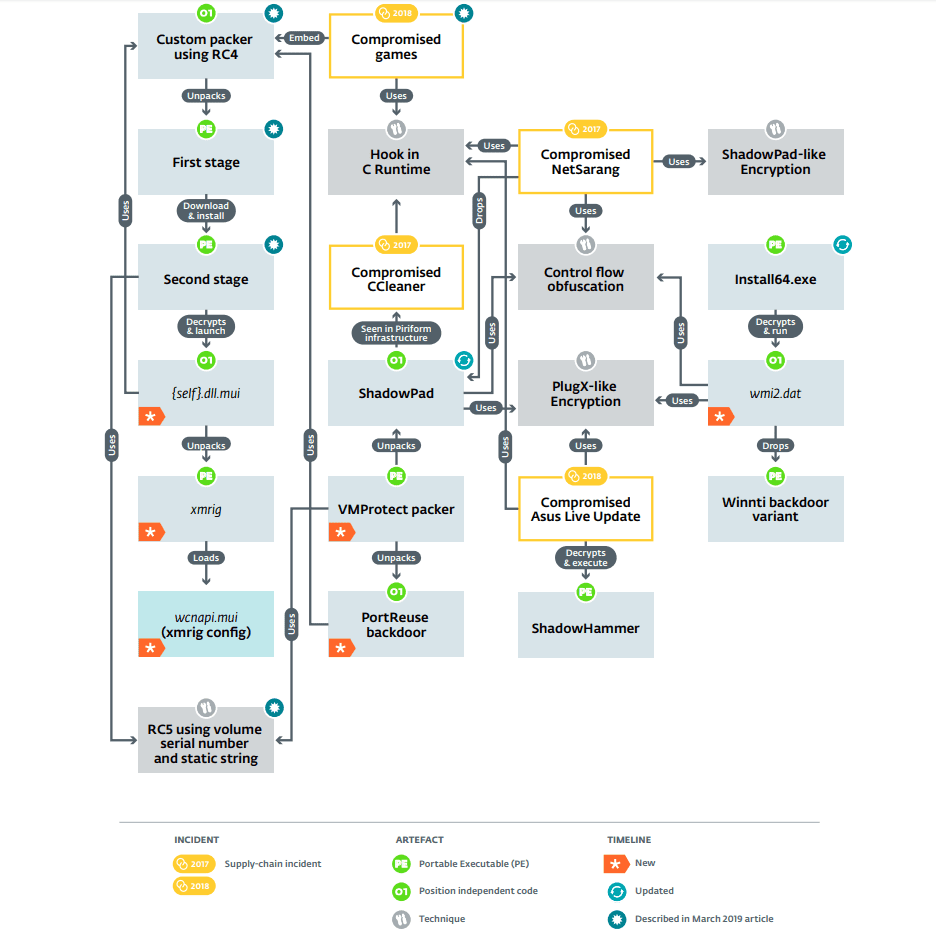 01
2018
Custom packer
using RC4
Embed
Compromised
games
Unpacks
Uses
PE
2017
First stage
Hook in
C Runtime
Uses
Compromised
NetSarang
Uses
ShadowPad-like
Encryption
Uses
Download
& install
Drops
Uses
PE
2017
PE
Second stage
Compromised
CCleaner
Control flow
obfuscation
Install64.exe
Decrypts
& launch
Seen in Piriform
infrastructure
Uses
Uses
Decrypts
& run
01
01
01
{self}.dll.mui
ShadowPad
PlugX-like
Encryption
wmi2.dat
Uses
Uses
Uses
Unpacks
Uses
Unpacks
Uses
Uses
Drops
PE
PE
2018
PE
xmrig
VMProtect packer
Compromised
Asus Live Update
Winnti backdoor
variant
Loads
Unpacks
Decrypts
& execute
01
PE
wcnapi.mui
(xmrig config)
Uses
PortReuse
backdoor
ShadowHammer
RC5 using volume
serial number
and static string
INCIDENT
ARTEFACT
TIMELINE
2017
Supply-chain incident
PE
Portable Executable (PE)
New
2018
01
Position independent code
Updated
Technique
Described in March 2019 article